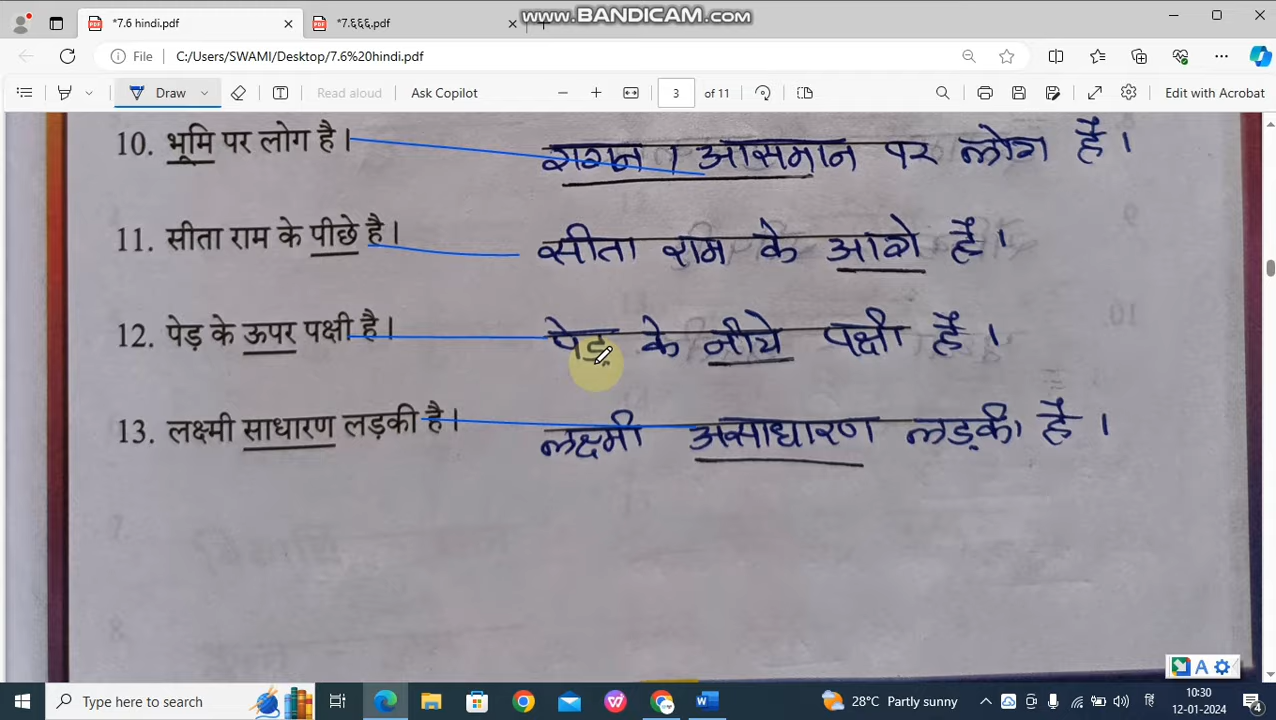 *7.6 hindi.pdf
*7.६६६.pdf
www.BANDICAM.com
File C:/Users/SWAMI/Desktop/7.6%20hindi.pdf
Draw Read aloud Ask Copilot 3 of 11 Edit with Acrobat
10. भूमि पर लोग है। गगन / आसमान पर लोग है।
11. सीता राम के पीछे है। सीता राम के आगे है।
12. पेड़ के ऊपर पक्षी है। पेड़ के नीचे पक्षी है।
13. लक्ष्मी साधारण लड़की है। लक्ष्मी असाधारण लड़की है।
A
Type here to search 28°C Partly sunny हिं 10:30
12-01-2024
4